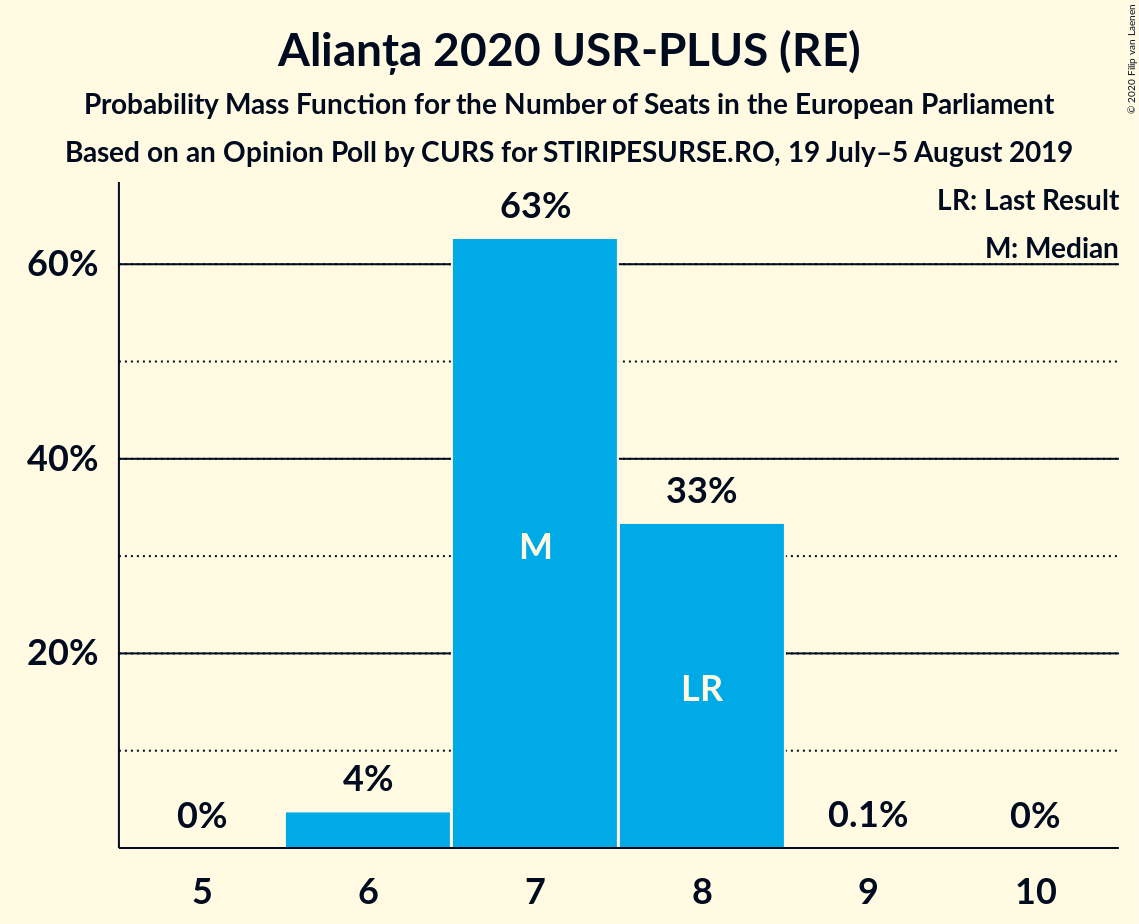 Alianța 2020 USR-PLUS (RE)
Probability Mass Function for the Number of Seats in the European Parliament
Based on an Opinion Poll by CURS for STIRIPESURSE.RO, 19 July–5 August 2019
© 2020 Filip van Laenen
LR: Last Result
M: Median
63%
60%
40%
33%
M
20%
LR
4%
0%
0.1%
0%
5 6 7 8 9 10